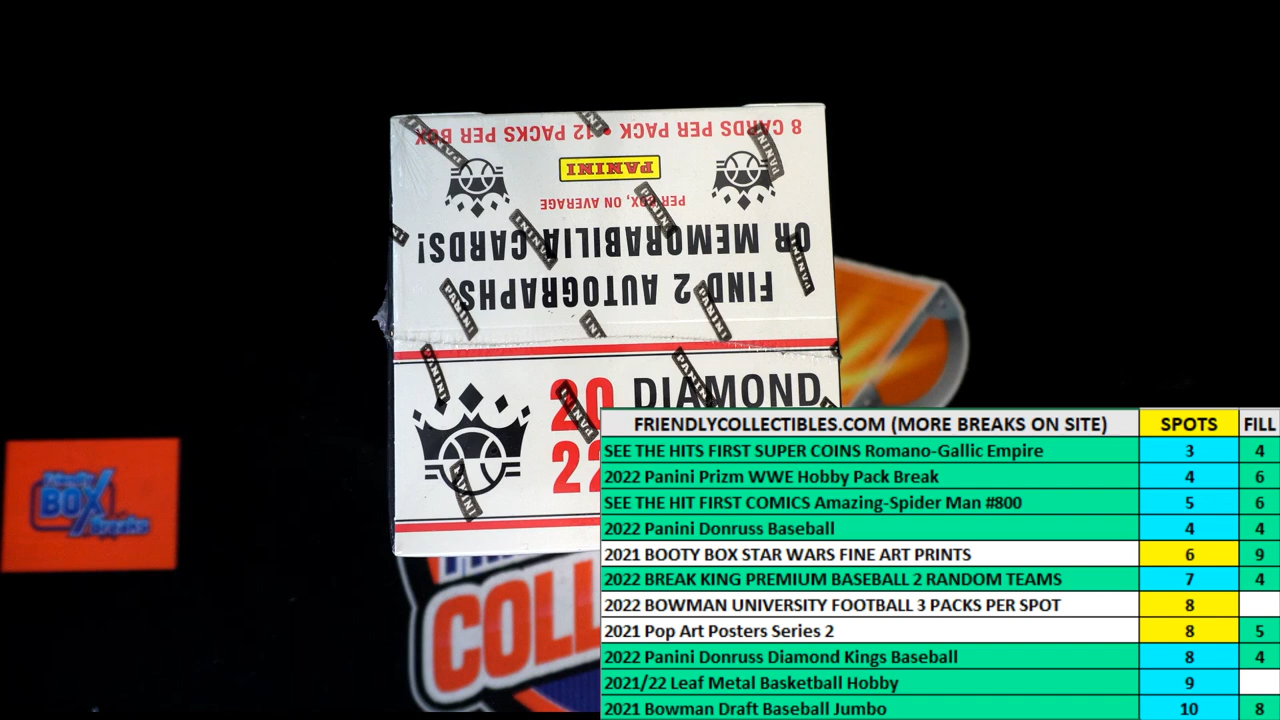 8 CARDS PER PACK • 12 PACKS PER BOX
PANINI
PER BOX, ON AVERAGE
OR MEMORABILIA CARDS!
FIND 2 AUTOGRAPHS
20 DIAMOND
22
Friendly
BOX
Breaks
COLL
FRIENDLYCOLLECTIBLES.COM (MORE BREAKS ON SITE) SPOTS FILL
SEE THE HITS FIRST SUPER COINS Romano-Gallic Empire 3 4
2022 Panini Prizm WWE Hobby Pack Break 4 6
SEE THE HIT FIRST COMICS Amazing-Spider Man #800 5 6
2022 Panini Donruss Baseball 4 4
2021 BOOTY BOX STAR WARS FINE ART PRINTS 6 9
2022 BREAK KING PREMIUM BASEBALL 2 RANDOM TEAMS 7 4
2022 BOWMAN UNIVERSITY FOOTBALL 3 PACKS PER SPOT 8
2021 Pop Art Posters Series 2 8 5
2022 Panini Donruss Diamond Kings Baseball 8 4
2021/22 Leaf Metal Basketball Hobby 9
2021 Bowman Draft Baseball Jumbo 10 8